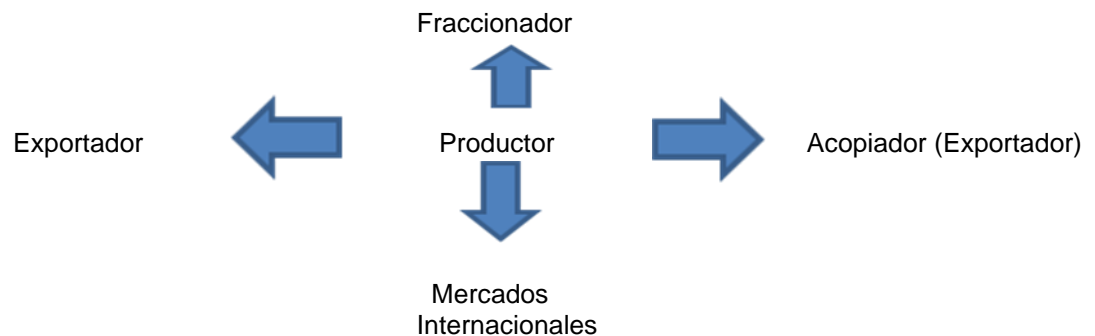 Fraccionador
Exportador
Productor
Acopiador (Exportador)
Mercados
Internacionales